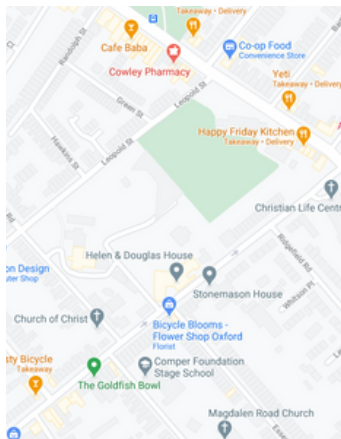 Takeaway • Delivery
Cafe Baba
Co-op Food
Convenience Store
Randolph St
Cowley Pharmacy
Yeti
Takeaway • Delivery
Leopold St
Green St
Happy Friday Kitchen
Takeaway • Delivery
Hawkins St
Leopold St
Christian Life Cent
Rd
Ridgefield Rd
Helen & Douglas House
on Design
uter Shop
Stonemason House
Whitson Pl
Church of Christ
Bicycle Blooms -
Flower Shop Oxford
Florist
sty Bicycle
Takeaway
Comper Foundation
Stage School
The Goldfish Bowl
Magdalen Road Church